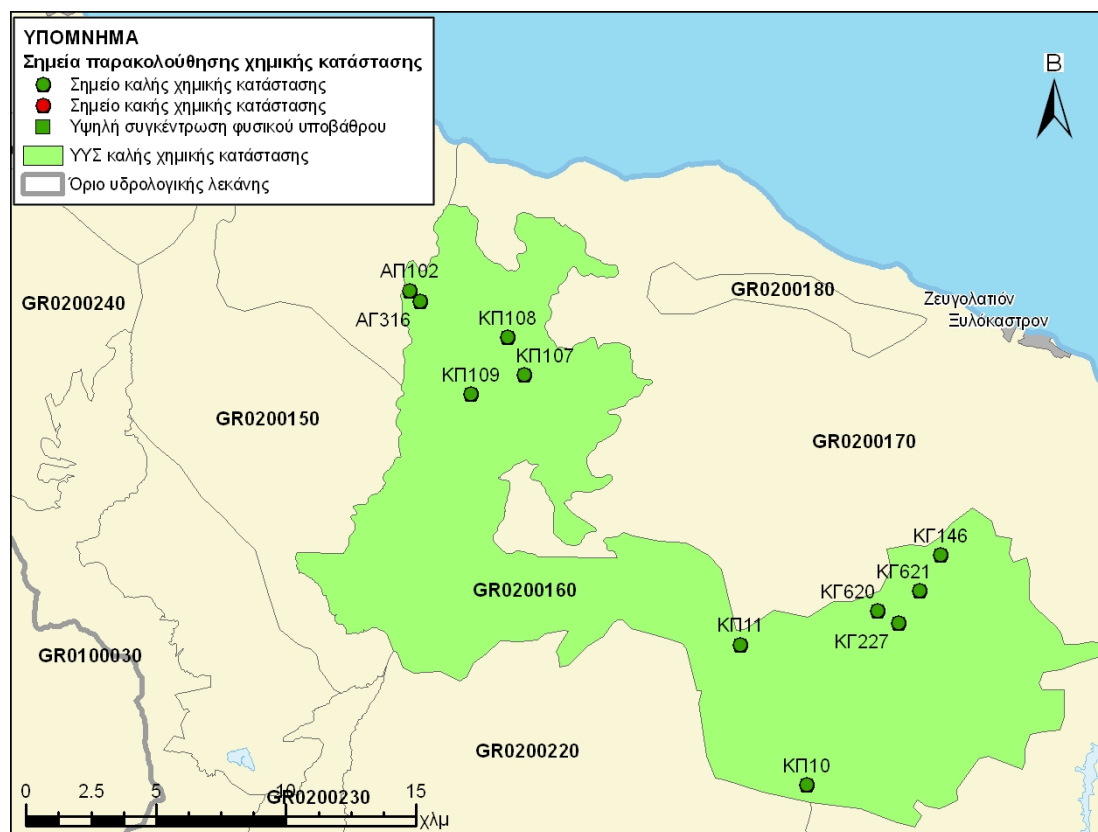 ΥΠΟΜΝΗΜΑ
Σημεία παρακολούθησης χημικής κατάστασης
Σημείο καλής χημικής κατάστασης
Σημείο κακής χημικής κατάστασης
Υψηλή συγκέντρωση φυσικού υποβάθρου
ΥΥΣ καλής χημικής κατάστασης
Όριο υδρολογικής λεκάνης
Β
ΑΠ102
GR0200240
GR0200180
Ζευγολατιόν
ΑΓ316
ΚΠ108
Ξυλόκαστρον
ΚΠ107
ΚΠ109
GR0200150
GR0200170
ΚΓ146
ΚΓ621
GR0200160
ΚΓ620
ΚΠ11
ΚΓ227
GR0100030
GR0200220
ΚΠ10
0 2.5 5 10 15
GR0200230
χλμ